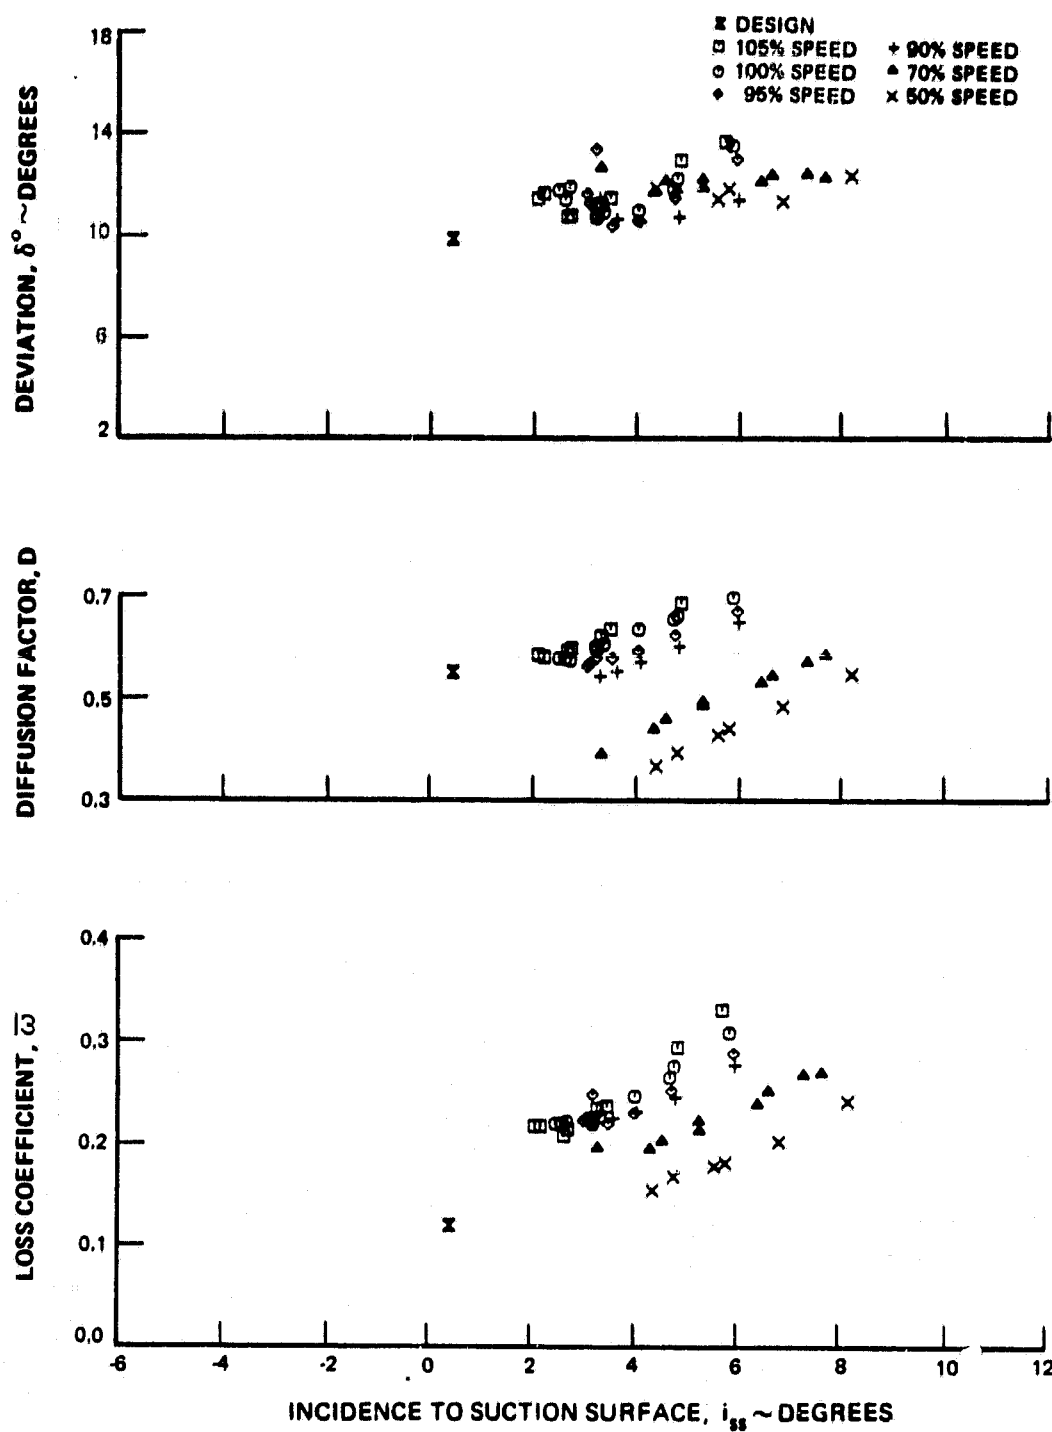 DESIGN
105% SPEED + 90% SPEED
100% SPEED 70% SPEED
95% SPEED × 50% SPEED
DEVIATION, δ° ~ DEGREES
18
14
10
6
2
DIFFUSION FACTOR, D
0.7
0.5
0.3
LOSS COEFFICIENT, ω̅
0.4
0.3
0.2
0.1
0.0
-6 -4 -2 0 2 4 6 8 10 12
INCIDENCE TO SUCTION SURFACE, iss ~ DEGREES